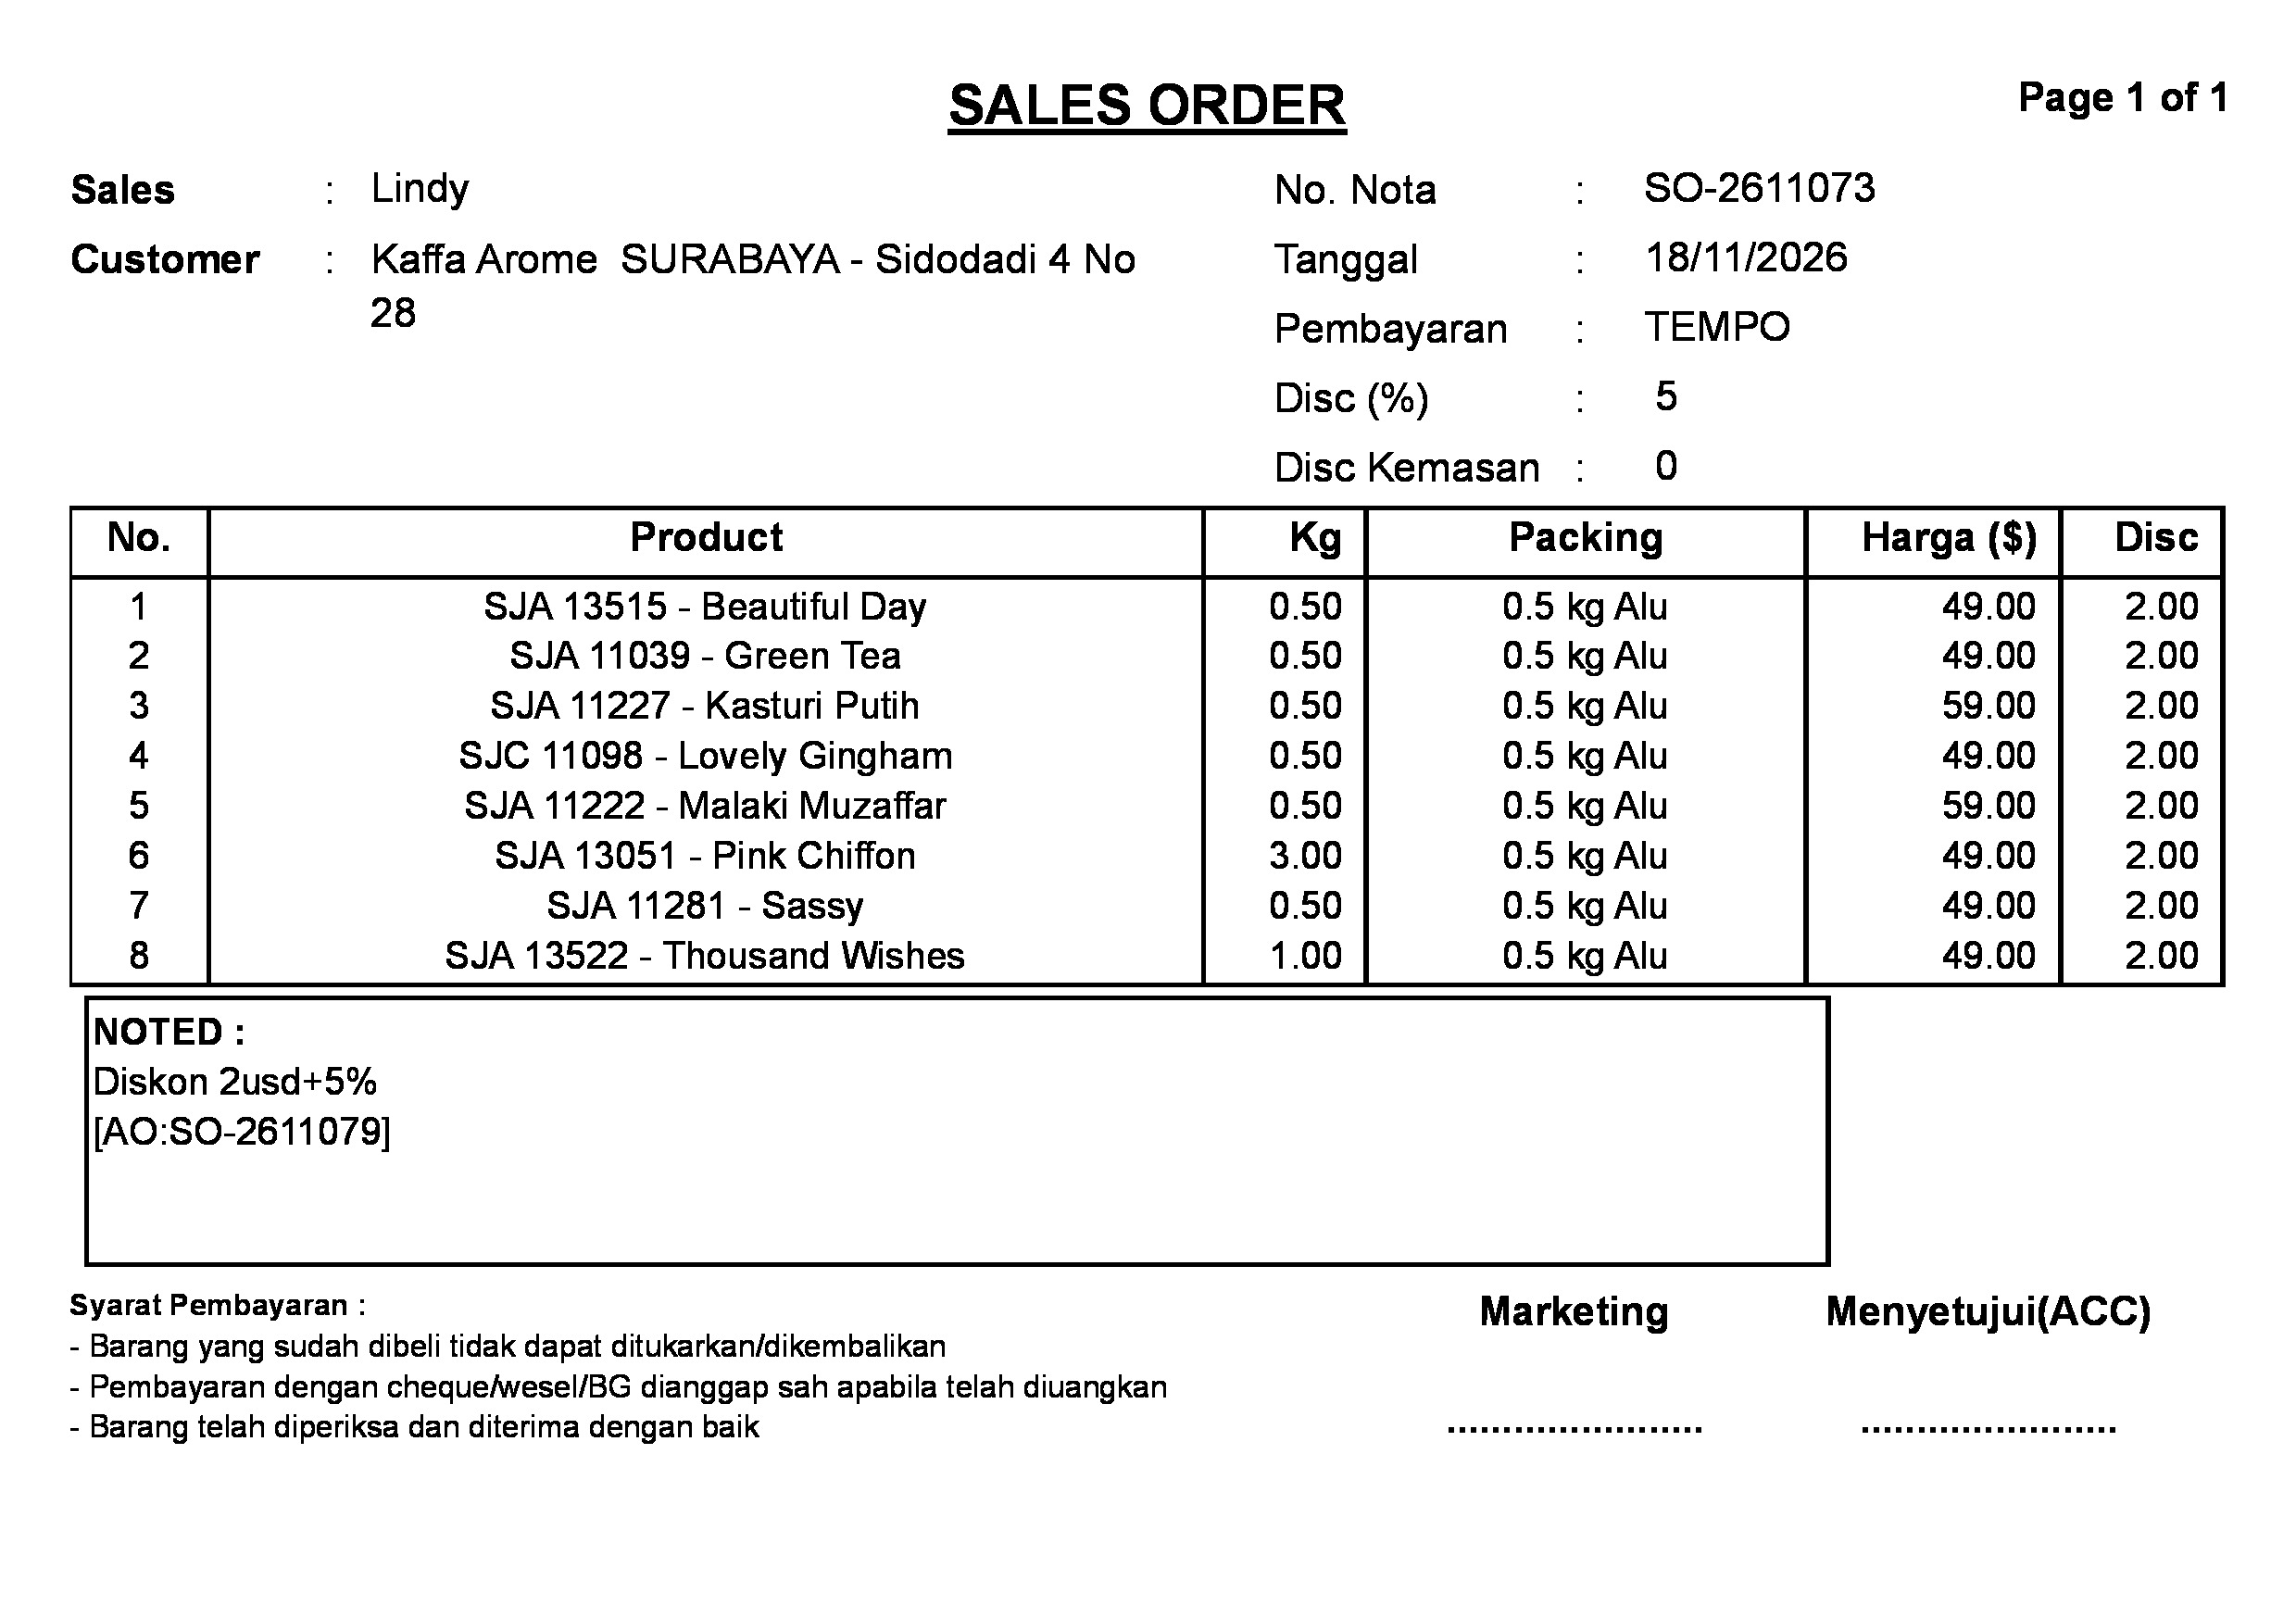 SALES ORDER
Page 1 of 1
Sales : Lindy
No. Nota : SO-2611073
Customer : Kaffa Arome  SURABAYA - Sidodadi 4 No
28
Tanggal : 18/11/2026
Pembayaran : TEMPO
Disc (%) : 5
Disc Kemasan : 0
No. Product Kg Packing Harga ($) Disc
1 SJA 13515 - Beautiful Day 0.50 0.5 kg Alu 49.00 2.00
2 SJA 11039 - Green Tea 0.50 0.5 kg Alu 49.00 2.00
3 SJA 11227 - Kasturi Putih 0.50 0.5 kg Alu 59.00 2.00
4 SJC 11098 - Lovely Gingham 0.50 0.5 kg Alu 49.00 2.00
5 SJA 11222 - Malaki Muzaffar 0.50 0.5 kg Alu 59.00 2.00
6 SJA 13051 - Pink Chiffon 3.00 0.5 kg Alu 49.00 2.00
7 SJA 11281 - Sassy 0.50 0.5 kg Alu 49.00 2.00
8 SJA 13522 - Thousand Wishes 1.00 0.5 kg Alu 49.00 2.00
NOTED :
Diskon 2usd+5%
[AO:SO-2611079]
Syarat Pembayaran :
- Barang yang sudah dibeli tidak dapat ditukarkan/dikembalikan
- Pembayaran dengan cheque/wesel/BG dianggap sah apabila telah diuangkan
- Barang telah diperiksa dan diterima dengan baik
Marketing Menyetujui(ACC)
....................... .......................